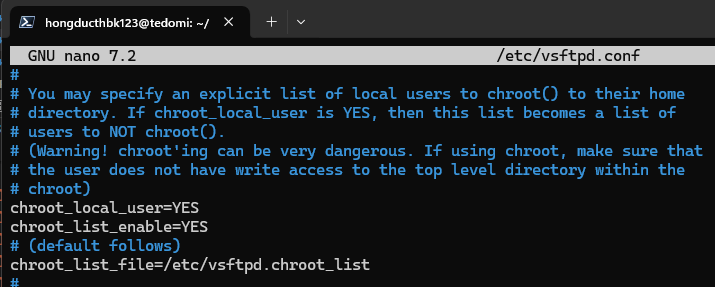 hongducthbk123@tedomi: ~/
GNU nano 7.2 /etc/vsftpd.conf
#
# You may specify an explicit list of local users to chroot() to their home
# directory. If chroot_local_user is YES, then this list becomes a list of
# users to NOT chroot().
# (Warning! chroot'ing can be very dangerous. If using chroot, make sure that
# the user does not have write access to the top level directory within the
# chroot)
chroot_local_user=YES
chroot_list_enable=YES
# (default follows)
chroot_list_file=/etc/vsftpd.chroot_list
#